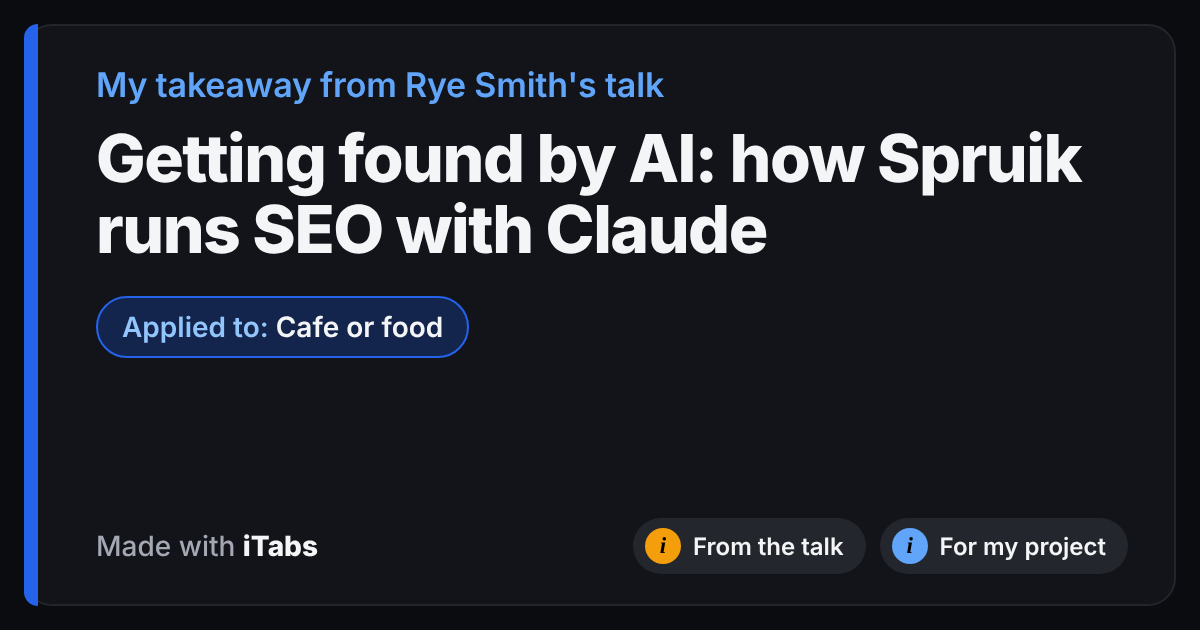 My takeaway from Rye Smith's talk
Getting found by AI: how Spruik
runs SEO with Claude
Applied to: Cafe or food
Made with iTabs
i From the talk
i For my project